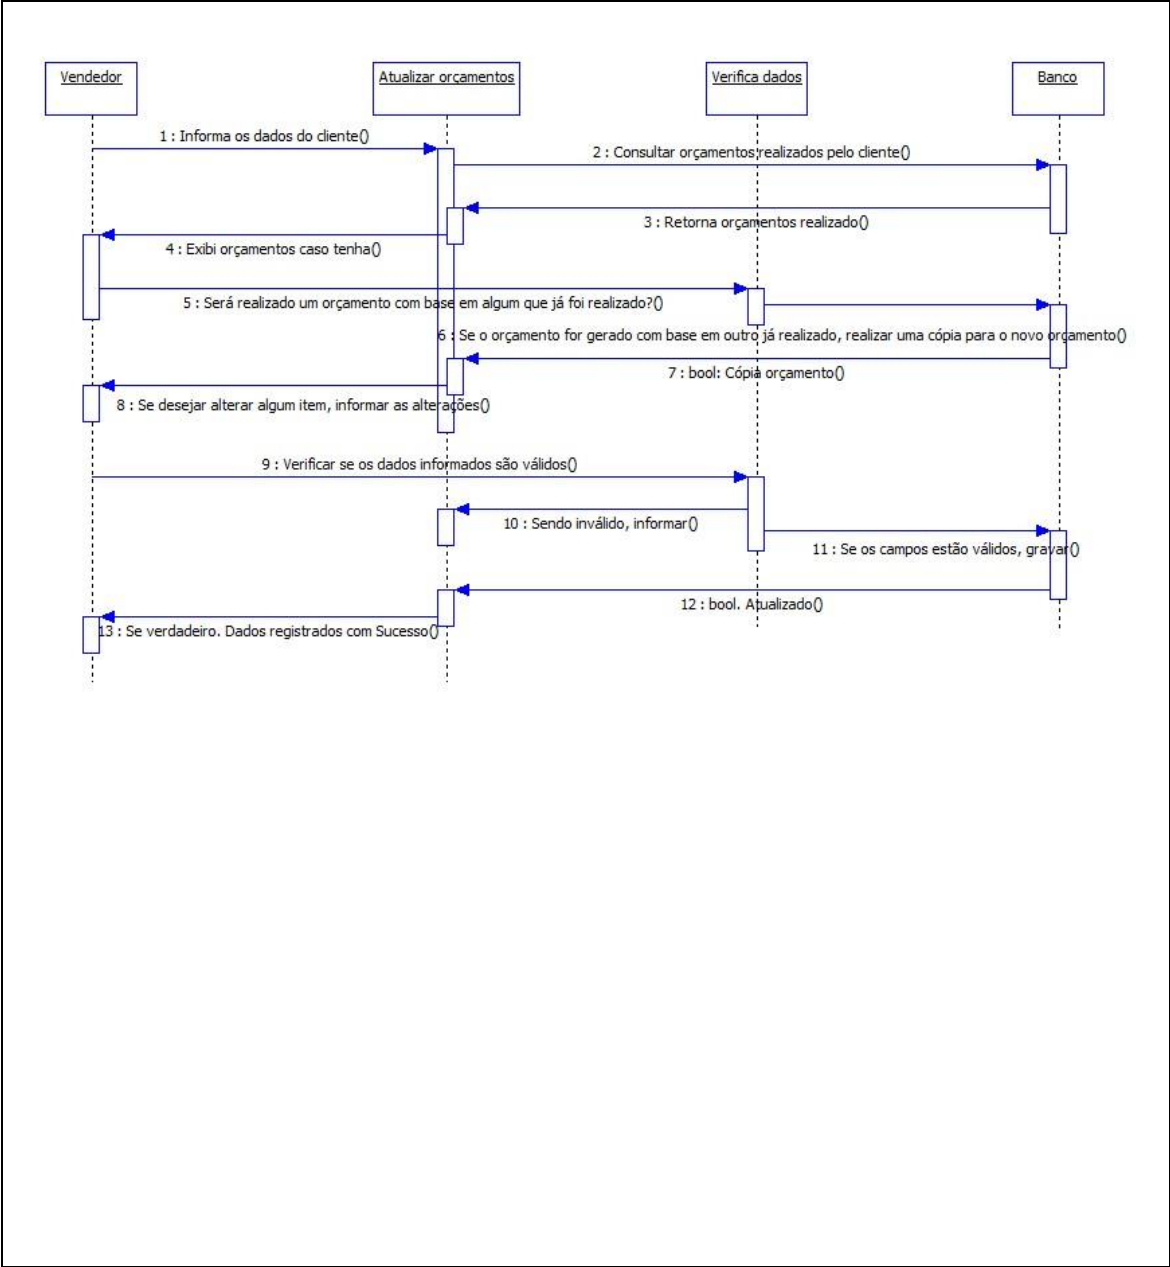 Vendedor
Atualizar orçamentos
Verifica dados
Banco
1 : Informa os dados do cliente()
2 : Consultar orçamentos realizados pelo cliente()
3 : Retorna orçamentos realizado()
4 : Exibi orçamentos caso tenha()
5 : Será realizado um orçamento com base em algum que já foi realizado?()
6 : Se o orçamento for gerado com base em outro já realizado, realizar uma cópia para o novo orçamento()
7 : bool: Cópia orçamento()
8 : Se desejar alterar algum item, informar as alterações()
9 : Verificar se os dados informados são válidos()
10 : Sendo inválido, informar()
11 : Se os campos estão válidos, gravar()
12 : bool. Atualizado()
13 : Se verdadeiro. Dados registrados com Sucesso()